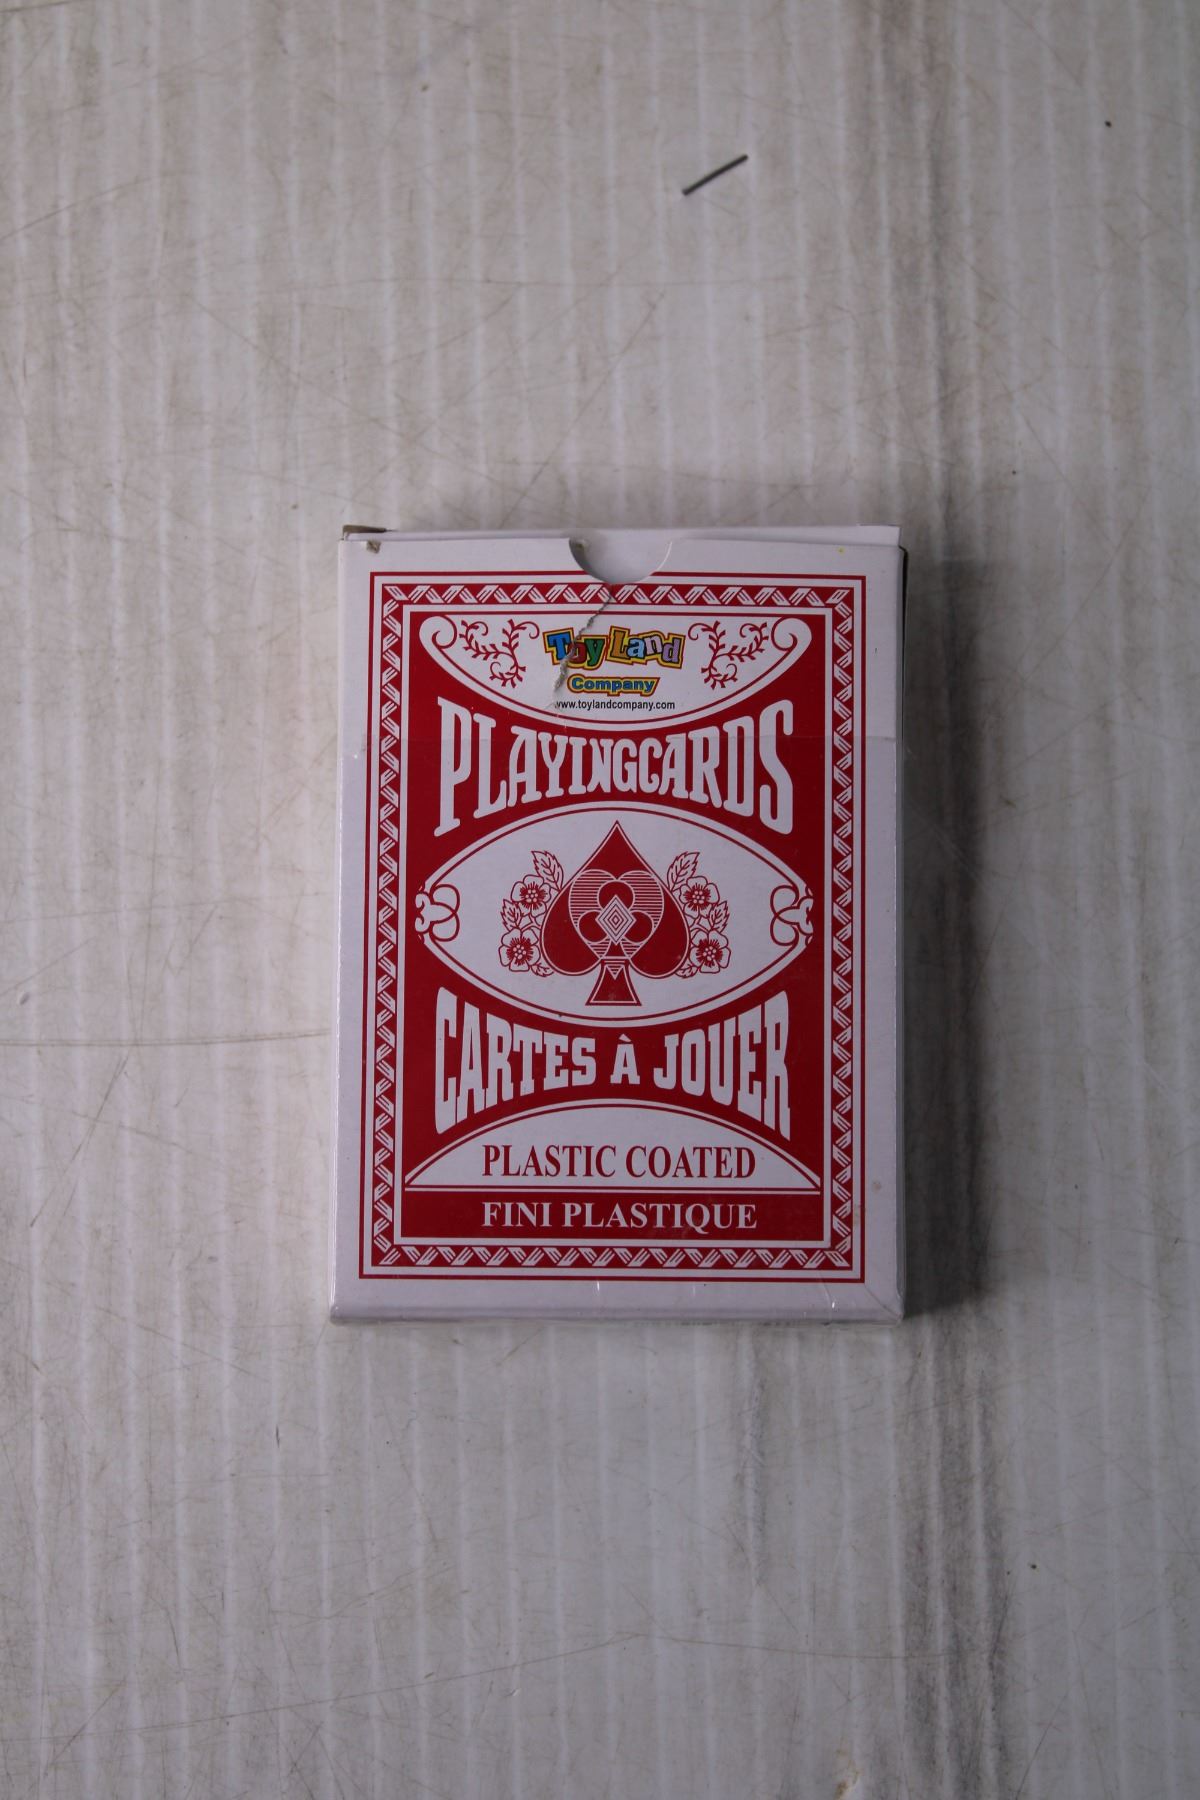 Toy Land
Company
www.toylandcompany.com
PLAYINGCARDS
CARTES À JOUER
PLASTIC COATED
FINI PLASTIQUE